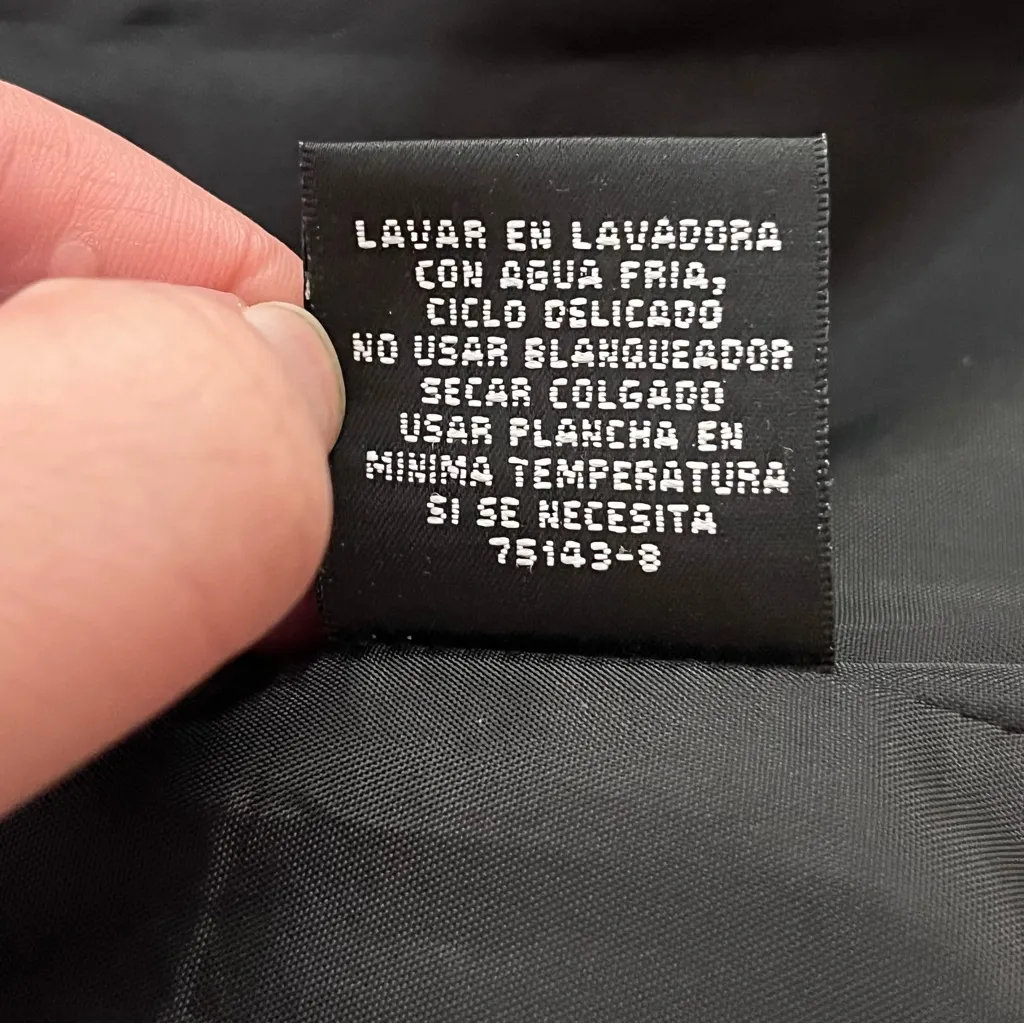 LAVAR EN LAVADORA
CON AGUA FRIA,
CICLO DELICADO
NO USAR BLANQUEADOR
SECAR COLGADO
USAR PLANCHA EN
MINIMA TEMPERATURA
SI SE NECESITA
75143-8